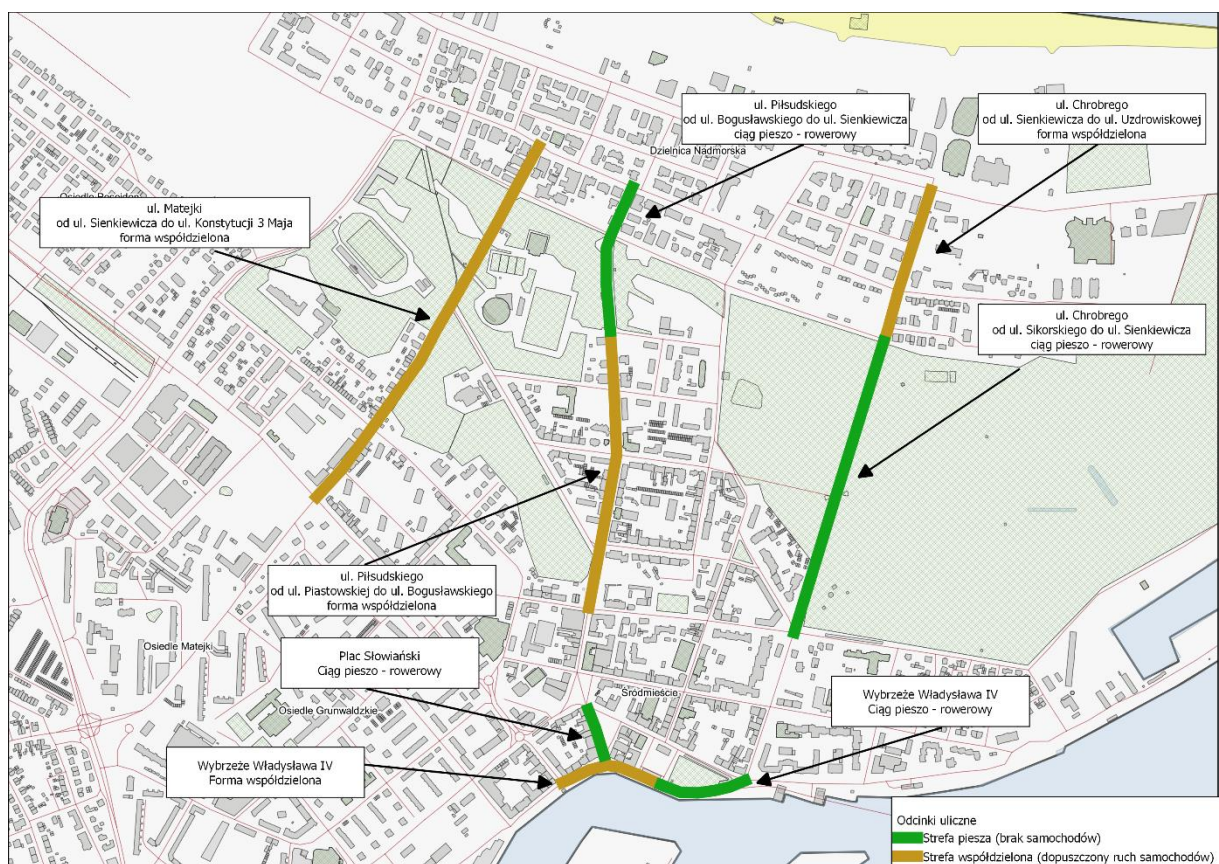 ul. Piłsudskiego
od ul. Bogusławskiego do ul. Sienkiewicza
ciąg pieszo - rowerowy
ul. Chrobrego
od ul. Sienkiewicza do ul. Uzdrowiskowej
forma współdzielona
Dzielnica Nadmorska
ul. Matejki
od ul. Sienkiewicza do ul. Konstytucji 3 Maja
forma współdzielona
ul. Chrobrego
od ul. Sikorskiego do ul. Sienkiewicza
ciąg pieszo - rowerowy
ul. Piłsudskiego
od ul. Piastowskiej do ul. Bogusławskiego
forma współdzielona
Osiedle Matejki
Plac Słowiański
Ciąg pieszo - rowerowy
Śródmieście
Wybrzeże Władysława IV
Ciąg pieszo - rowerowy
Osiedle Grunwaldzkie
Wybrzeże Władysława IV
Forma współdzielona
Odcinki uliczne
Strefa piesza (brak samochodów)
Strefa współdzielona (dopuszczony ruch samochodów)